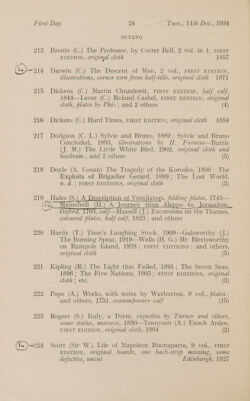 First Day 24 Tues., 11th Dec., 1934
OCTAVO
213 Bronte (C.) The Professor, by Currer Bell, 2 vol. in 1, FIRST
EDITION, original cloth 1857
214 Darwin (C.) The Descent of Man, 2 vol., FIRST EDITION,
illustrations, corner torn from half-title, original cloth 1871
215 Dickens (C.) Martin Chuzzlewit, FIRST EDITION, half calf,
1844—Lever (C.) Roland Cashel, FIRST EDITION, original
cloth, plates by Phiz; and 2 others (4)
216 Dickens (C.) Hard Times, FIRST EDITION, original cloth 1854
217 Dodgson (C. L.) Sylvie and Bruno, 1889; Sylvie and Bruno
Concluded, 1893, illustrations by H. Furniss—Barrie
(J. M.) The Little White Bird, 1902, original cloth and
buckram; and 2 others (5)
218 Doyle (A. Conan) The Tragedy of the Korosko, 1898; The
Exploits of Brigadier Gerard, 1896; The Lost World,
n. d.; FIRST EDITIONS, original cloth (3)
219 Hales (S.) A Description of Ventilators, folding plates, 1743—
Maundrell (H.) A Journey from Aleppo to Jerusalem,
Oxford, 1703, calf—Hassell (J.) Excursions on the Thames,
coloured plates, half calf, 1823; and others
220 Hardy (T.) Time's Laughing Stock, 1909—Galsworthy (J.)
The Burning Spear, 1919—Wells (H. G.) Mr. Blettsworthy
on Rampole Island, 1928; FIRST EDITIONS; and others,
original cloth (5)
221 Kipling (R.) The Light that Failed, 1891; The Seven Seas,
1896; The Five Nations, 1903; FIRST EDITIONS, original
cloth; etc. (3)
222 Pope (A.) Works, with notes by Warburton, 9 vol., plates;
and others, 1751, contemporary calf (15)
223 Rogers (S.) Italy, a Poem, vignettes by Turner and others,
some stains, morocco, 1830—Tennyson (A.) Enoch Arden,
FIRST EDITION, original cloth, 1864 (2)
224 Scott (Sir W.) Life of Napoleon Buonaparte, 9 vol., FIRST
EDITION, original boards, one back-strip missing, some
defective, uncut Edinburgh, 1827